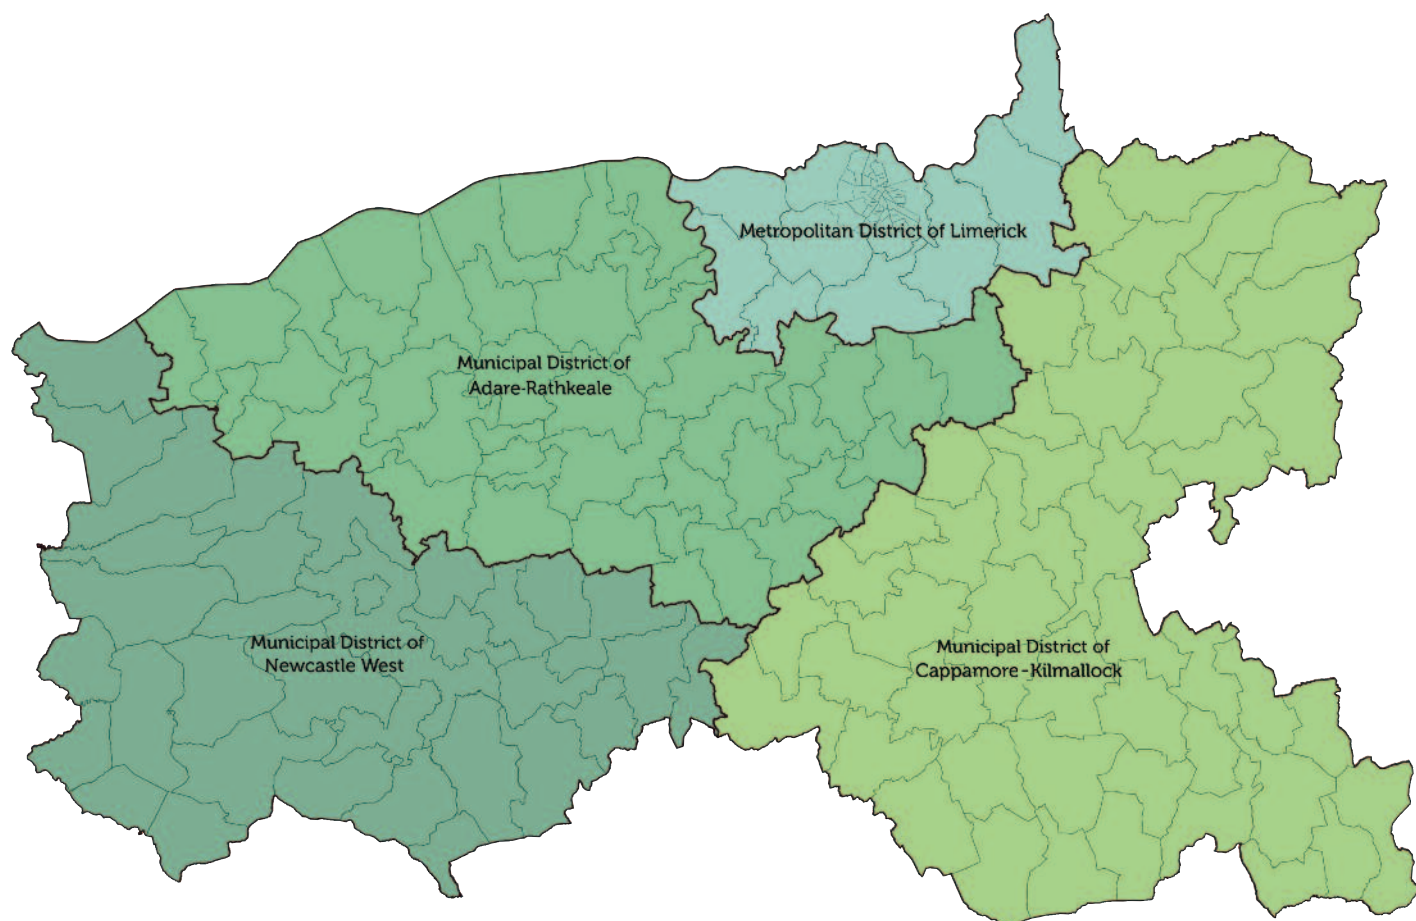 Metropolitan District of Limerick
Municipal District of
Adare-Rathkeale
Municipal District of
Newcastle West
Municipal District of
Cappamore-Kilmallock